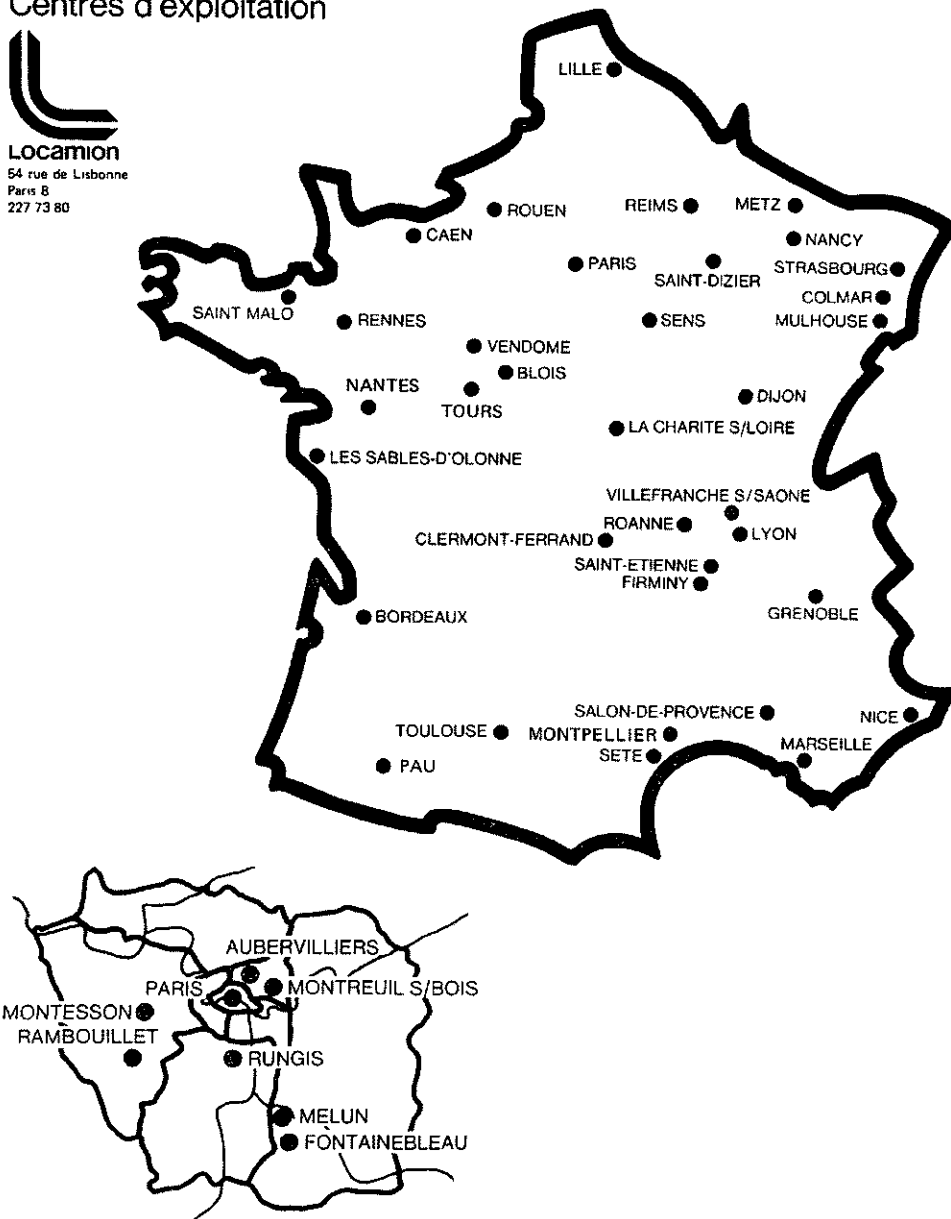 Centres d'exploitation
Locamion
54 rue de Lisbonne
Paris 8
227 73 80
LILLE
ROUEN
REIMS
METZ
CAEN
NANCY
PARIS
SAINT-DIZIER
STRASBOURG
COLMAR
SAINT MALO
RENNES
SENS
MULHOUSE
VENDOME
BLOIS
NANTES
TOURS
DIJON
LA CHARITE S/LOIRE
LES SABLES-D'OLONNE
VILLEFRANCHE S/SAONE
ROANNE
LYON
CLERMONT-FERRAND
SAINT-ETIENNE
FIRMINY
GRENOBLE
BORDEAUX
SALON-DE-PROVENCE
NICE
TOULOUSE
MONTPELLIER
MARSEILLE
SETE
PAU
AUBERVILLIERS
PARIS
MONTREUIL S/BOIS
MONTESSON
RAMBOUILLET
RUNGIS
MELUN
FONTAINEBLEAU